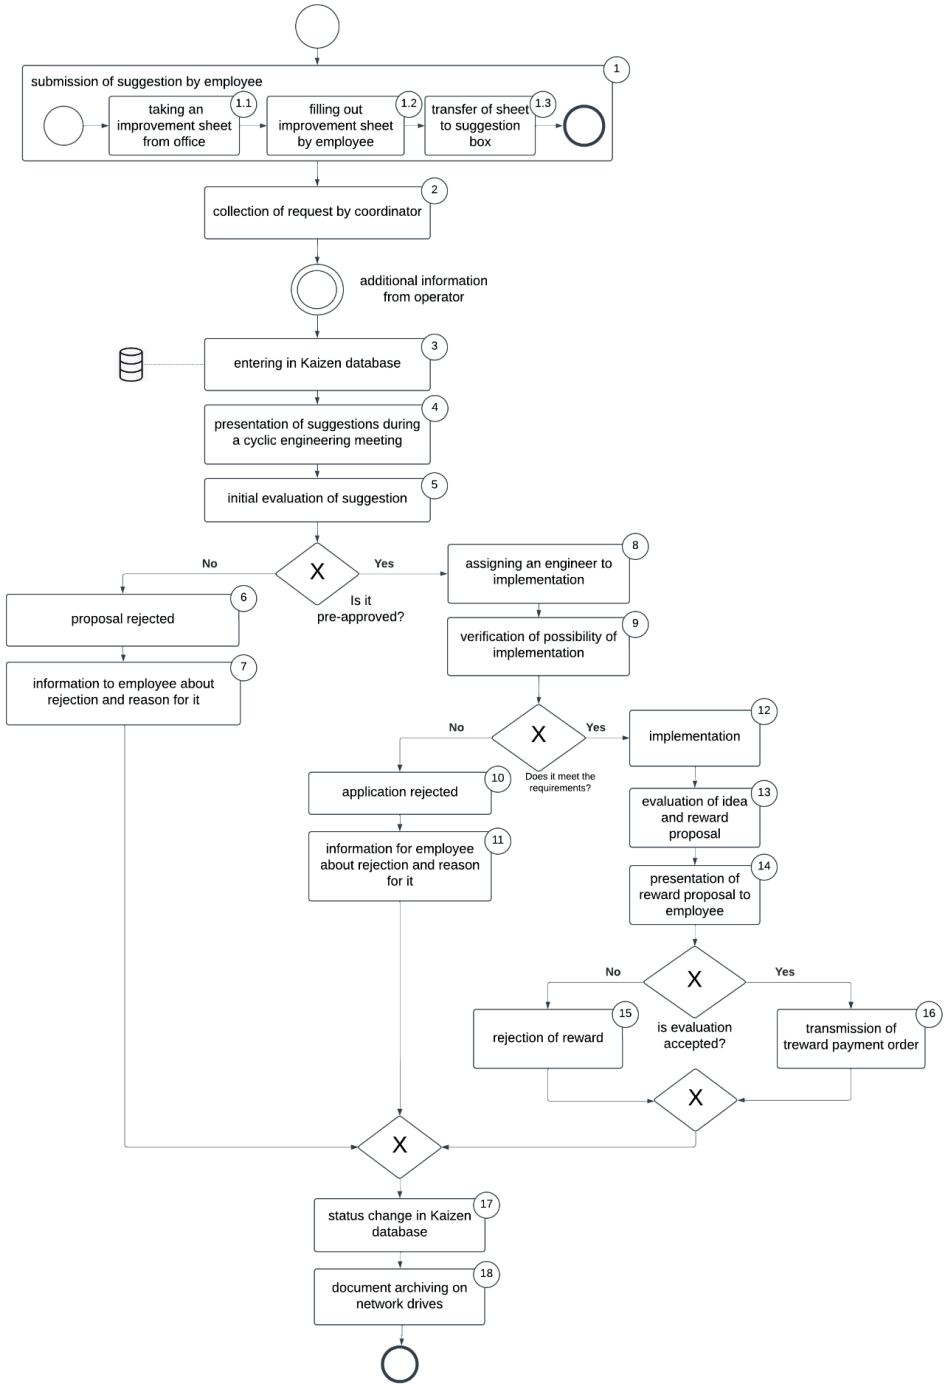 1
submission of suggestion by employee
1.1
taking an
improvement sheet
from office
1.2
filling out
improvement sheet
by employee
1.3
transfer of sheet
to suggestion
box
2
collection of request by coordinator
additional information
from operator
3
entering in Kaizen database
4
presentation of suggestions during
a cyclic engineering meeting
5
initial evaluation of suggestion
No
X
Yes
Is it
pre-approved?
6
proposal rejected
7
information to employee about
rejection and reason for it
8
assigning an engineer to
implementation
9
verification of possibility of
implementation
No
X
Yes
Does it meet the
requirements?
10
application rejected
11
information for employee
about rejection and reason
for it
12
implementation
13
evaluation of idea
and reward
proposal
14
presentation of
reward proposal to
employee
No
X
Yes
is evaluation
accepted?
15
rejection of reward
16
transmission of
treward payment order
X
X
17
status change in Kaizen
database
18
document archiving on
network drives